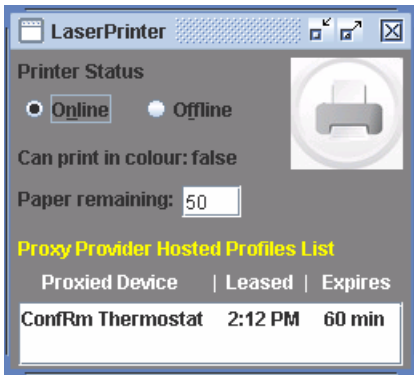 LaserPrinter
Printer Status
Online Offline
Can print in colour: false
Paper remaining: 50
Proxy Provider Hosted Profiles List
Proxied Device | Leased | Expires
ConfRm Thermostat 2:12 PM 60 min